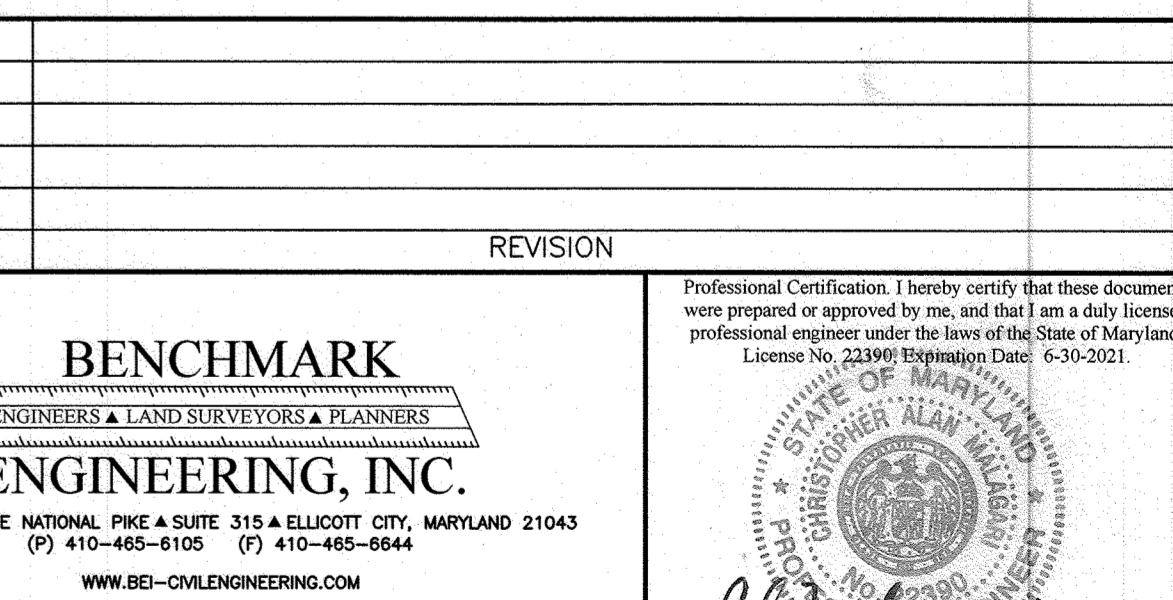 REVISION
BENCHMARK
ENGINEERS ▲ LAND SURVEYORS ▲ PLANNERS
ENGINEERING, INC.
NATIONAL PIKE ▲ SUITE 315 ▲ ELLICOTT CITY, MARYLAND 21043
(P) 410-465-6105 (F) 410-465-6644
WWW.BEI-CIVILENGINEERING.COM
Professional Certification. I hereby certify that these documen
were prepared or approved by me, and that I am a duly license
professional engineer under the laws of the State of Maryland
License No. 22390, Expiration Date: 6-30-2021.
STATE OF MARYLAND
CHRISTOPHER ALAN MALAGARI
No. 22390